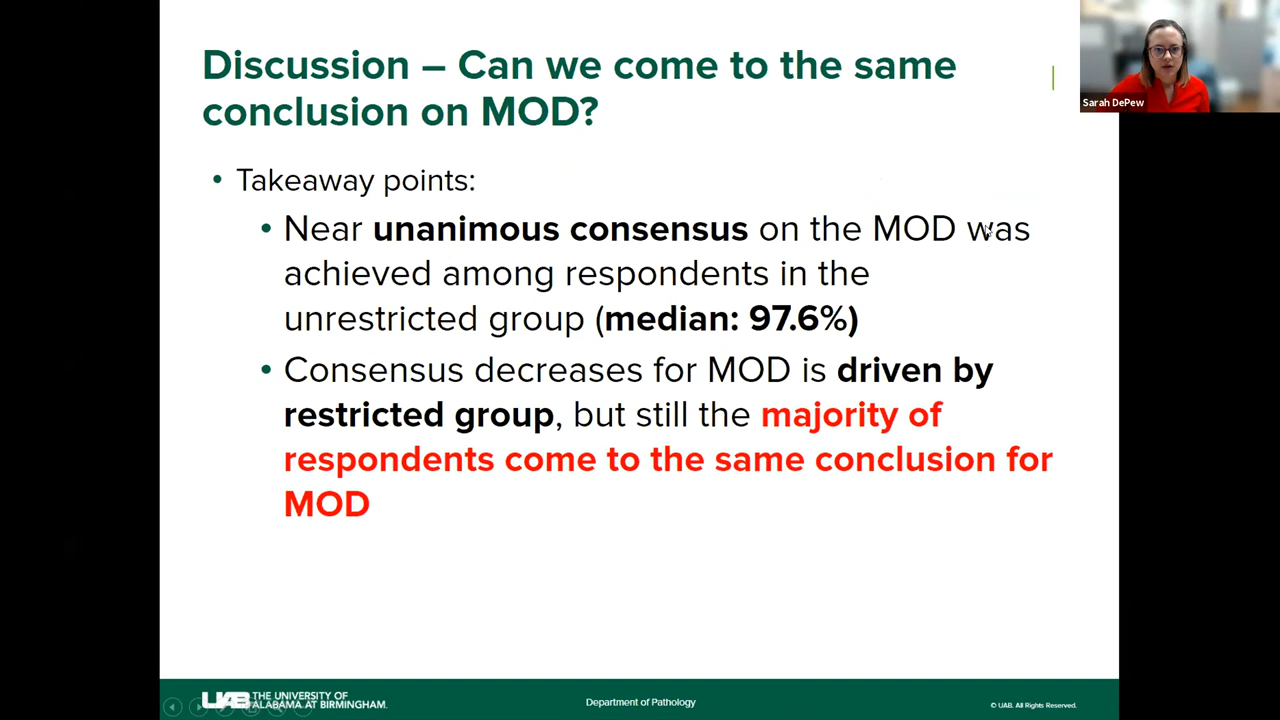 Discussion – Can we come to the same
conclusion on MOD?
Sarah DePew
• Takeaway points:
• Near unanimous consensus on the MOD was
achieved among respondents in the
unrestricted group (median: 97.6%)
• Consensus decreases for MOD is driven by
restricted group, but still the majority of
respondents come to the same conclusion for
MOD
UAB THE UNIVERSITY OF
ALABAMA AT BIRMINGHAM.
Department of Pathology
© UAB. All Rights Reserved.